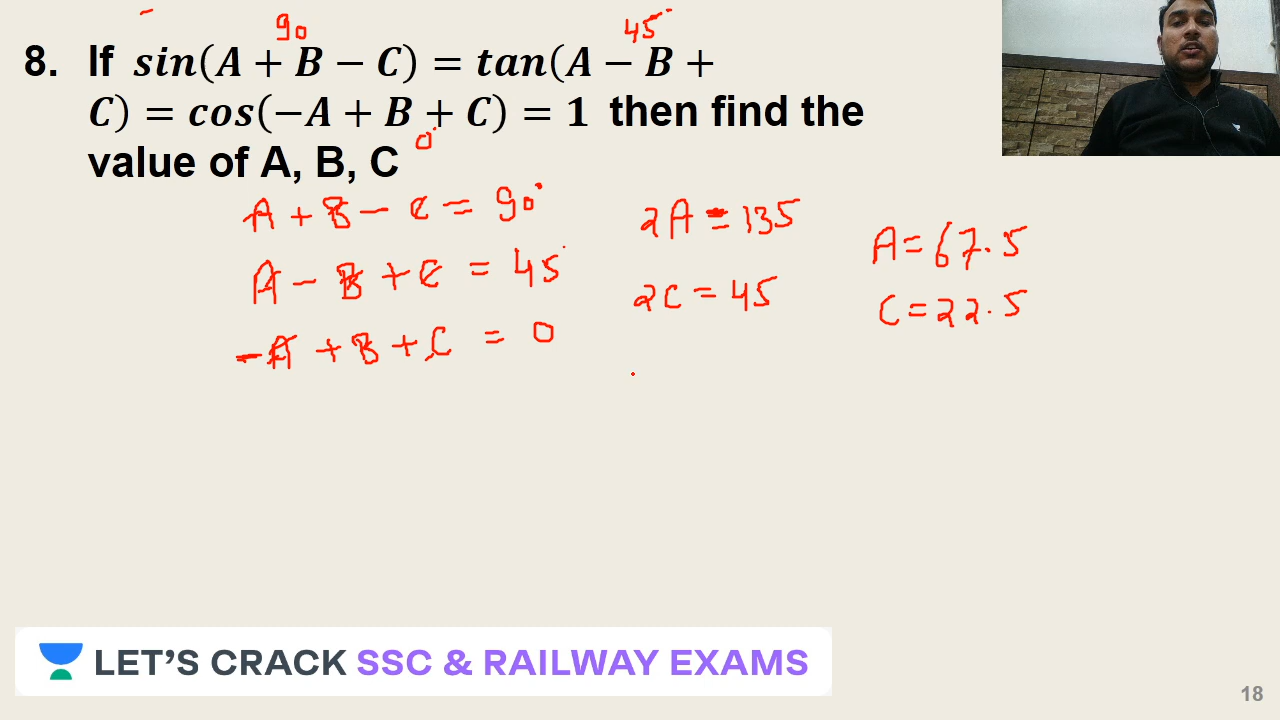 90 45°
8. If sin(A + B − C) = tan(A − B +
C) = cos(−A + B + C) = 1 then find the
0°
value of A, B, C
A + B − C = 90°
2A = 135
A = 67.5
A − B + C = 45°
2C = 45
C = 22.5
−A + B + C = 0
LET'S CRACK SSC & RAILWAY EXAMS
18